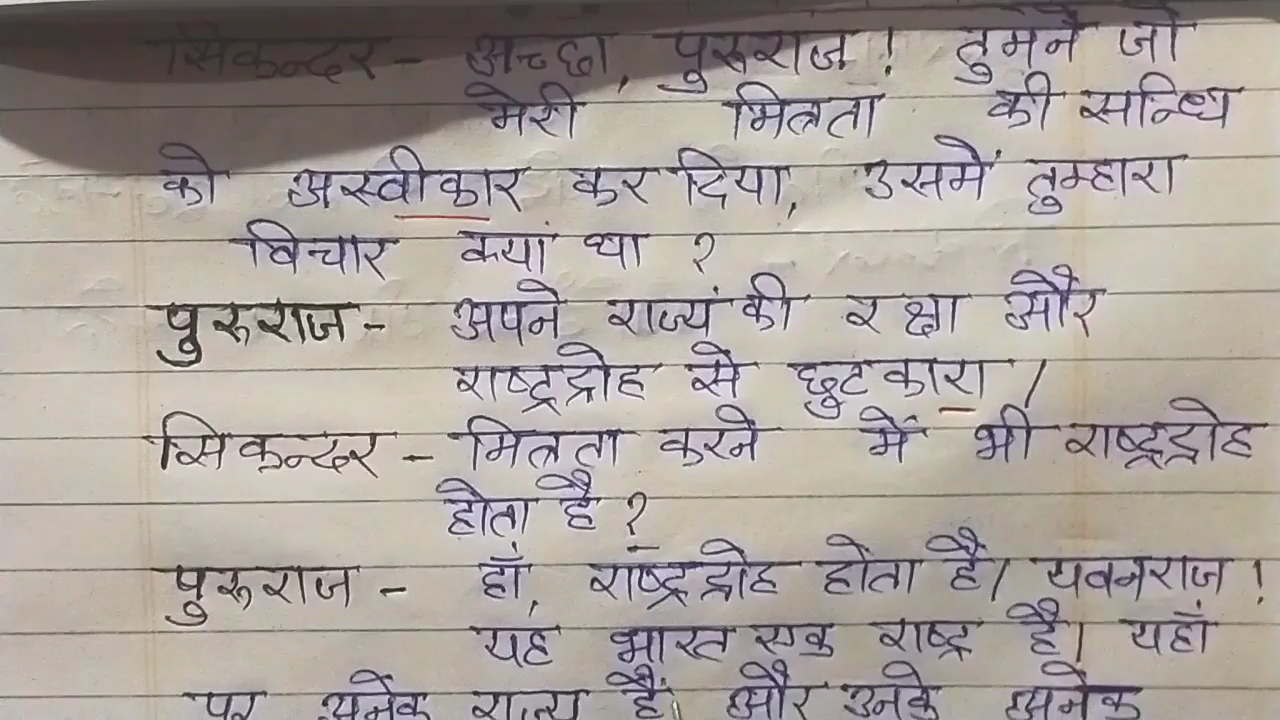 सिकन्दर - अच्छा, पुरुराज! तुमने जो
मेरी मित्रता की सन्धि
को अस्वीकार कर दिया, उसमें तुम्हारा
विचार क्यां था ?
पुरुराज - अपने राज्यं की रक्षा और
राष्ट्रद्रोह से छुटकारा।
सिकन्दर - मित्रता करने में भी राष्ट्रद्रोह
होता है ?
पुरुराज - हाँ, राष्ट्रद्रोह होता है। यवनराज!
यह भारत एक राष्ट्र है। यहाँ
पर अनेक राज्य हैं और उनके अनेक